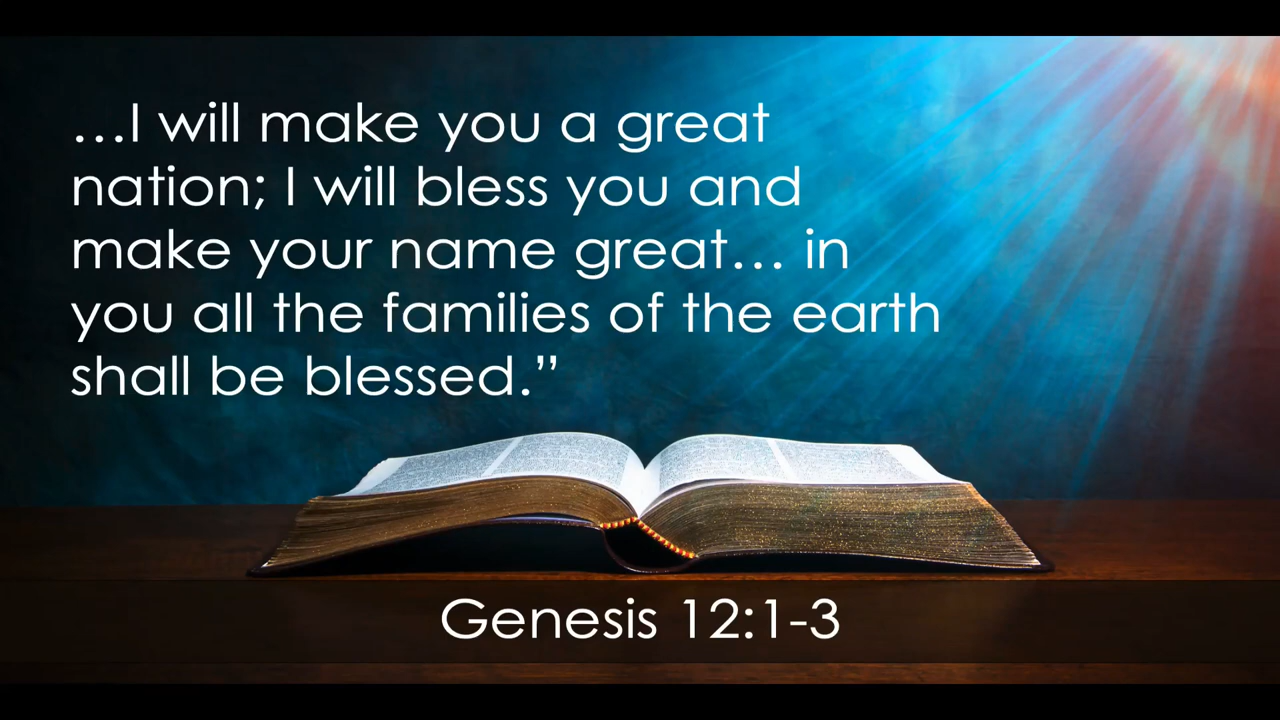 …I will make you a great
nation; I will bless you and
make your name great… in
you all the families of the earth
shall be blessed.”
Genesis 12:1-3